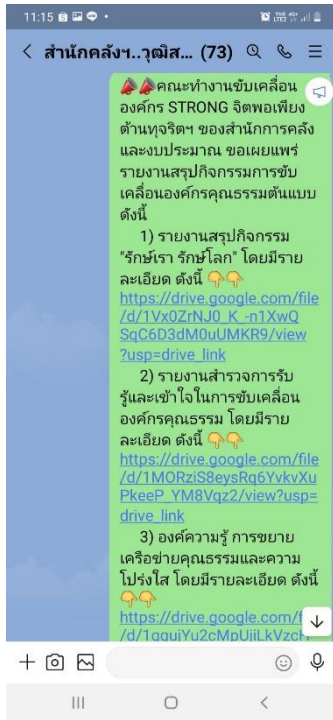 11:15
สำนักคลังฯ..วุฒิส... (73)
📣📣คณะทำงานขับเคลื่อน
องค์กร STRONG จิตพอเพียง
ต้านทุจริตฯ ของสำนักการคลัง
และงบประมาณ ขอเผยแพร่
รายงานสรุปกิจกรรมการขับ
เคลื่อนองค์กรคุณธรรมต้นแบบ
ดังนี้
1) รายงานสรุปกิจกรรม
"รักษ์เรา รักษ์โลก" โดยมีราย
ละเอียด ดังนี้ 👇👇
https://drive.google.com/file
/d/1Vx0ZrNJ0_K_-n1XwQ
SqC6D3dM0uUMKR9/view
?usp=drive_link
2) รายงานสำรวจการรับ
รู้และเข้าใจในการขับเคลื่อน
องค์กรคุณธรรม โดยมีราย
ละเอียด ดังนี้ 👇👇
https://drive.google.com/file
/d/1MORziS8eysRq6YvkvXu
PkeeP_YM8Vqz2/view?usp=
drive_link
3) องค์ความรู้ การขยาย
เครือข่ายคุณธรรมและความ
โปร่งใส โดยมีรายละเอียด ดังนี้
👇👇
https://drive.google.com/f